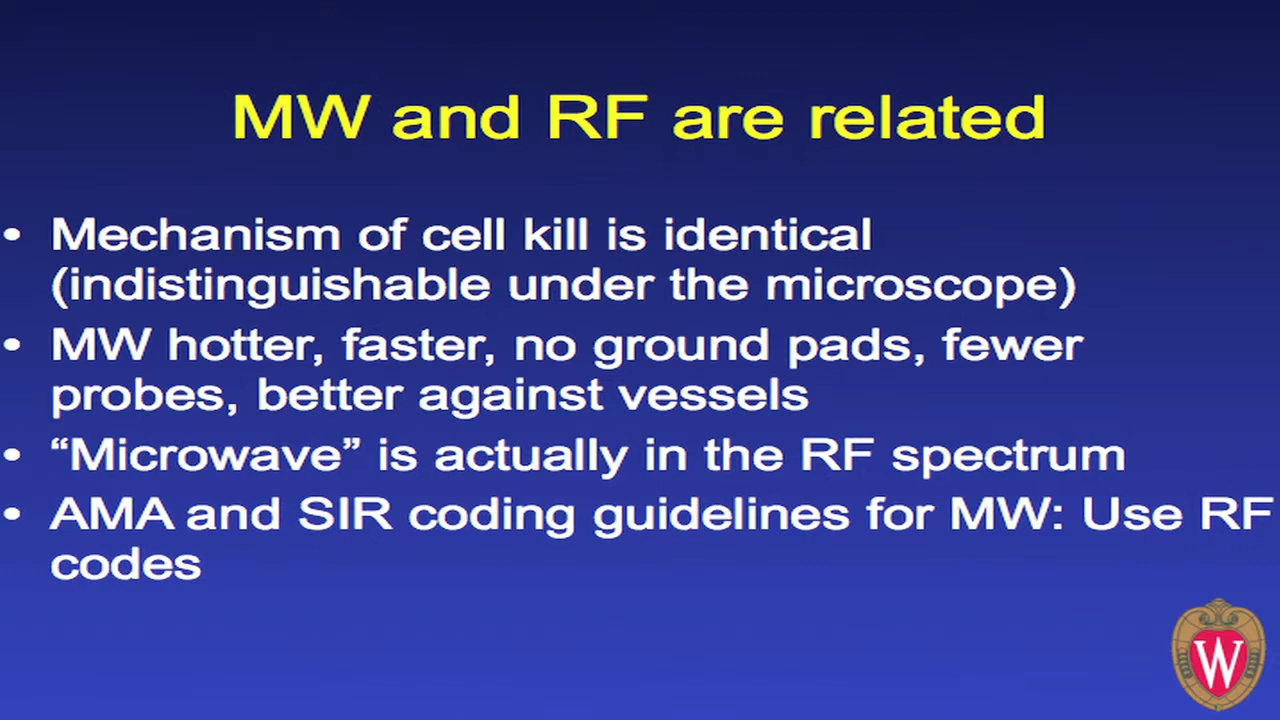 MW and RF are related
• Mechanism of cell kill is identical
(indistinguishable under the microscope)
• MW hotter, faster, no ground pads, fewer
probes, better against vessels
• “Microwave” is actually in the RF spectrum
• AMA and SIR coding guidelines for MW: Use RF
codes
W